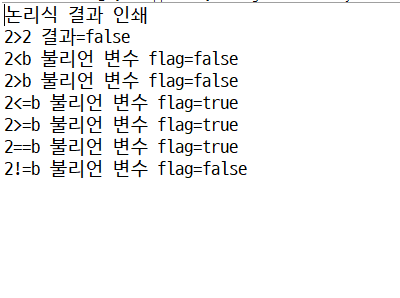 논리식 결과 인쇄
2>2 결과=false
2<b 불리언 변수 flag=false
2>b 불리언 변수 flag=false
2<=b 불리언 변수 flag=true
2>=b 불리언 변수 flag=true
2==b 불리언 변수 flag=true
2!=b 불리언 변수 flag=false